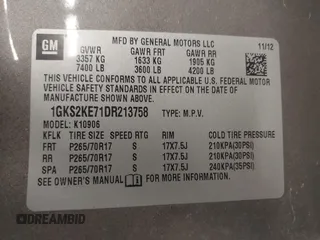 GM
MFD BY GENERAL MOTORS LLC 11/12
GVWR GAWR FRT GAWR RR
3357 KG 1633 KG 1905 KG
7400 LB 3600 LB 4200 LB
THIS VEHICLE CONFORMS TO ALL APPLICABLE U.S. FEDERAL MOTOR
VEHICLE SAFETY STANDARDS IN EFFECT ON THE DATE OF
MANUFACTURE SHOWN ABOVE.
1GKS2KE71DR213758 TYPE: M.P.V.
MODEL: K10906
TIRE SIZE SPEED RTG RIM COLD TIRE PRESSURE
FRT P265/70R17 S 17X7.5J 210KPA(30PSI)
RR P265/70R17 S 17X7.5J 210KPA(30PSI)
SPA P265/70R17 S 17X7.5J 240KPA(35PSI)
SEE OWNER'S MANUAL FOR ADDITIONAL INFORMATION.
DREAMBID